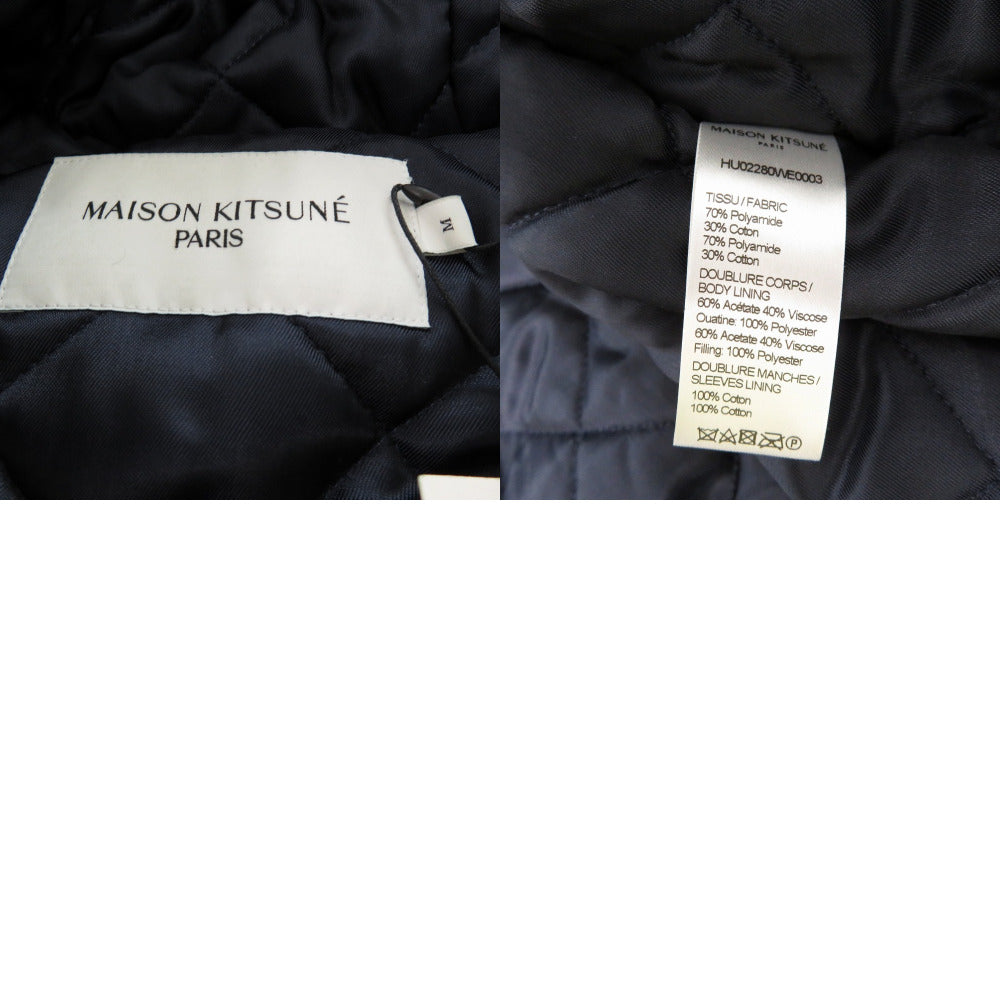 MAISON KITSUNÉ
PARIS
M
MAISON KITSUNÉ
PARIS
HU02280WE0003
TISSU / FABRIC
70% Polyamide
30% Coton
70% Polyamide
30% Cotton
DOUBLURE CORPS /
BODY LINING
60% Acétate 40% Viscose
Ouatine: 100% Polyester
60% Acetate 40% Viscose
Filling: 100% Polyester
DOUBLURE MANCHES /
SLEEVES LINING
100% Coton
100% Cotton
P